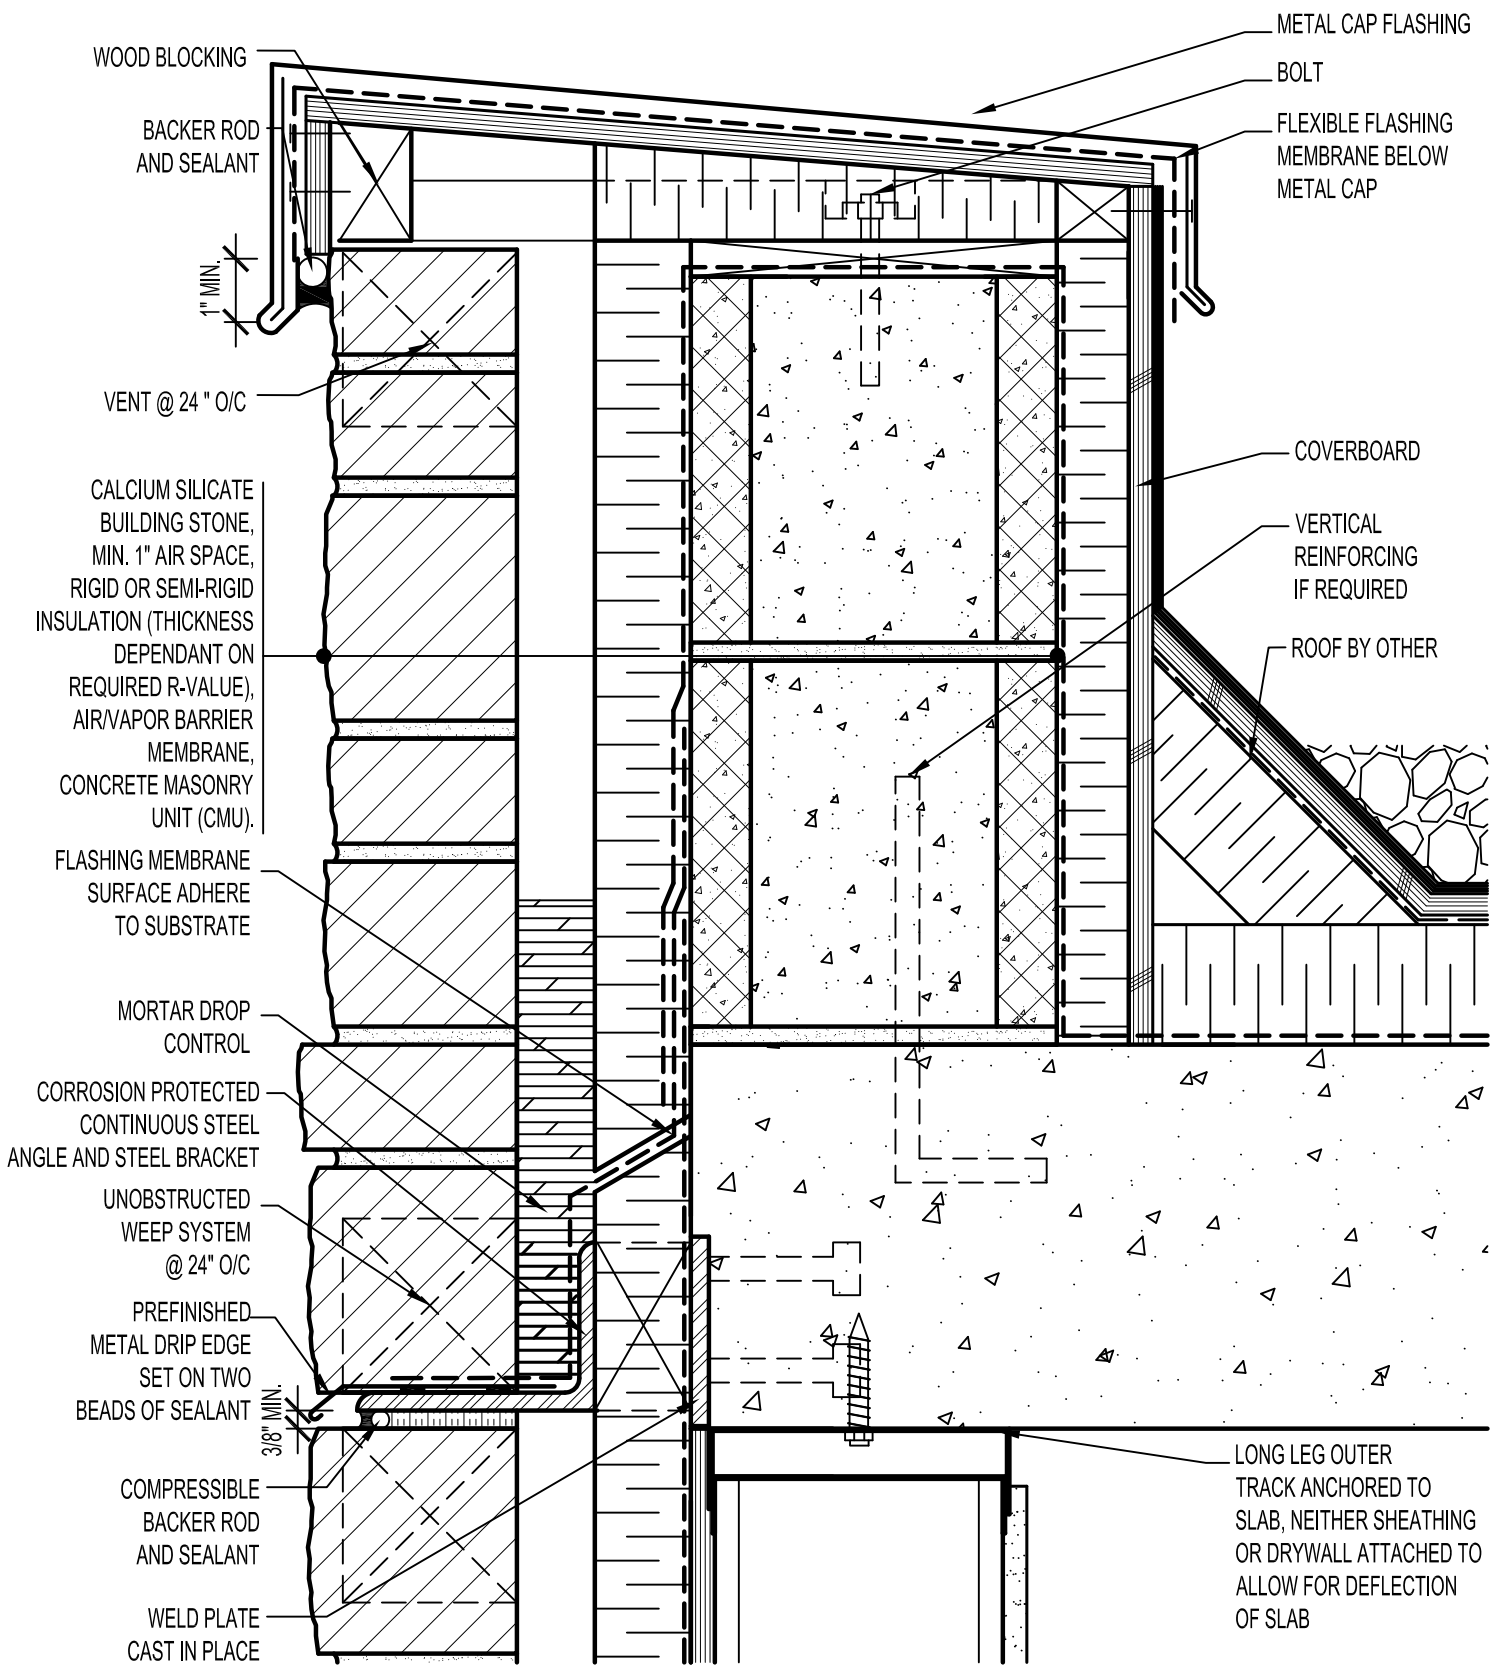 WOOD BLOCKING
BACKER ROD
AND SEALANT
1" MIN.
VENT @ 24 " O/C
CALCIUM SILICATE
BUILDING STONE,
MIN. 1" AIR SPACE,
RIGID OR SEMI-RIGID
INSULATION (THICKNESS
DEPENDANT ON
REQUIRED R-VALUE),
AIR/VAPOR BARRIER
MEMBRANE,
CONCRETE MASONRY
UNIT (CMU).
FLASHING MEMBRANE
SURFACE ADHERE
TO SUBSTRATE
MORTAR DROP
CONTROL
CORROSION PROTECTED
CONTINUOUS STEEL
ANGLE AND STEEL BRACKET
UNOBSTRUCTED
WEEP SYSTEM
@ 24" O/C
PREFINISHED
METAL DRIP EDGE
SET ON TWO
BEADS OF SEALANT
3/8" MIN.
COMPRESSIBLE
BACKER ROD
AND SEALANT
WELD PLATE
CAST IN PLACE
METAL CAP FLASHING
BOLT
FLEXIBLE FLASHING
MEMBRANE BELOW
METAL CAP
COVERBOARD
VERTICAL
REINFORCING
IF REQUIRED
ROOF BY OTHER
LONG LEG OUTER
TRACK ANCHORED TO
SLAB, NEITHER SHEATHING
OR DRYWALL ATTACHED TO
ALLOW FOR DEFLECTION
OF SLAB